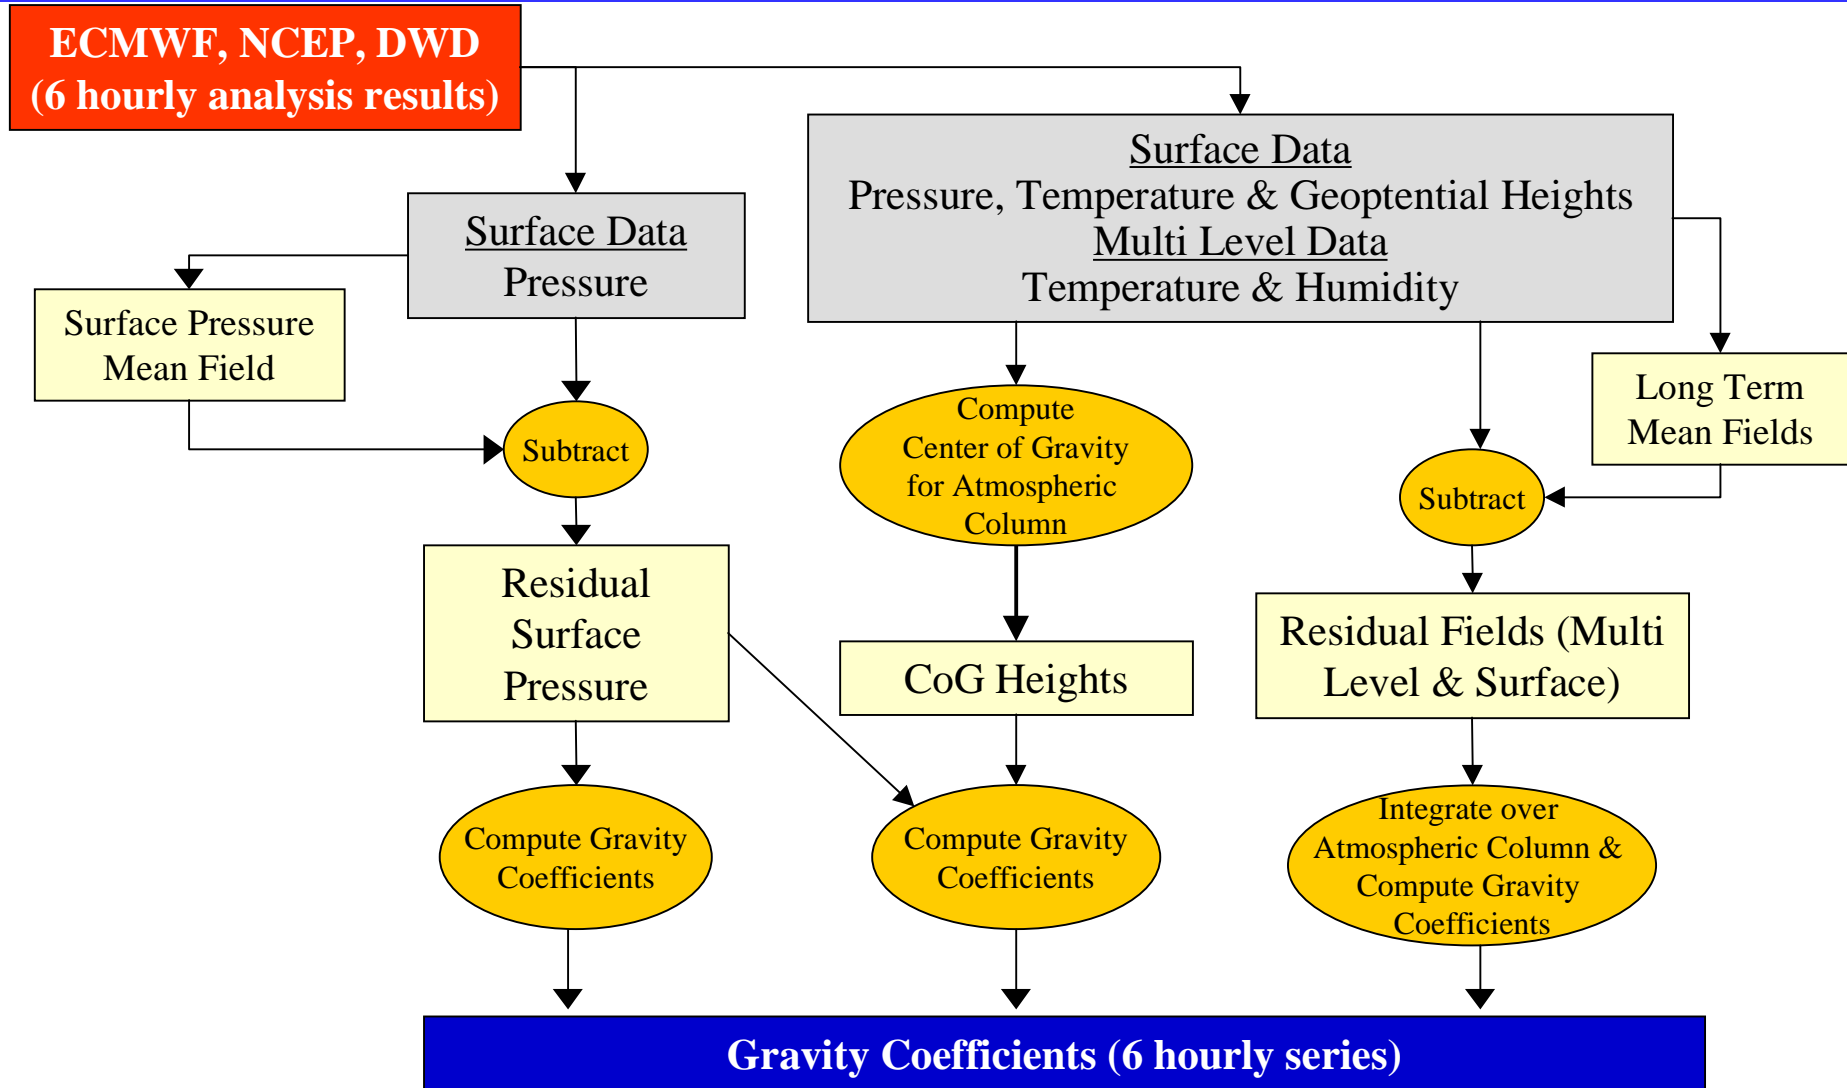 ECMWF, NCEP, DWD
(6 hourly analysis results)
Surface Data
Pressure, Temperature & Geoptential Heights
Multi Level Data
Temperature & Humidity
Surface Data
Pressure
Surface Pressure
Mean Field
Long Term
Mean Fields
Subtract
Compute
Center of Gravity
for Atmospheric
Column
Subtract
Residual
Surface
Pressure
CoG Heights
Residual Fields (Multi
Level & Surface)
Compute Gravity
Coefficients
Compute Gravity
Coefficients
Integrate over
Atmospheric Column &
Compute Gravity
Coefficients
Gravity Coefficients (6 hourly series)